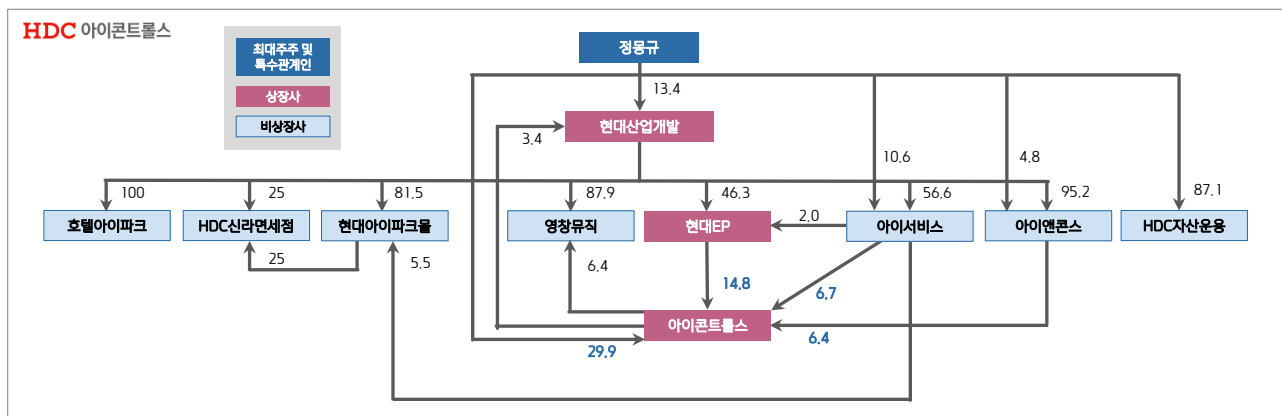 HDC 아이콘트롤스
최대주주 및
특수관계인
상장사
비상장사
정몽규
13.4
현대산업개발
3.4
10.6
4.8
100
25
81.5
87.9
46.3
56.6
95.2
87.1
호텔아이파크
HDC신라면세점
현대아이파크몰
영창뮤직
현대EP
2.0
아이서비스
아이앤콘스
HDC자산운용
25
5.5
6.4
14.8
6.7
아이콘트롤스
29.9
6.4